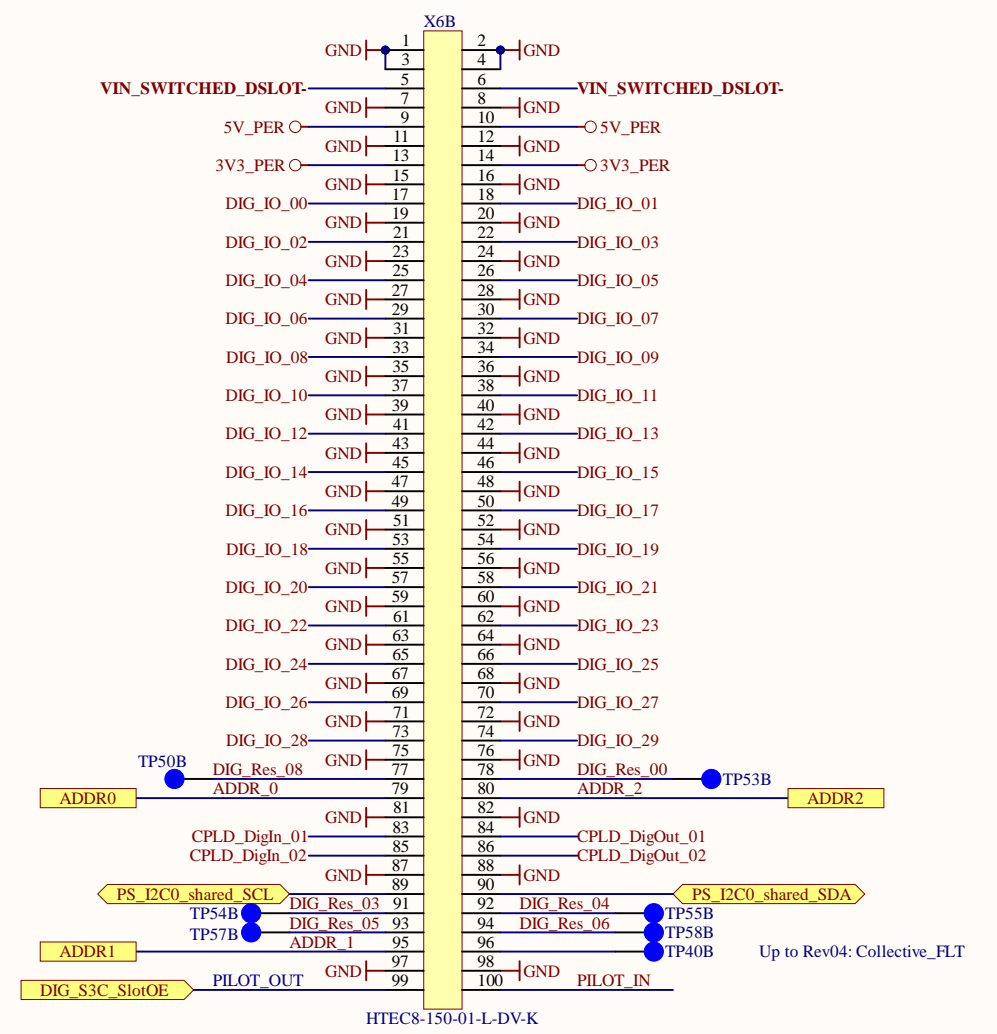 X6B
GND 1 2 GND
3 4
VIN_SWITCHED_DSLOT- 5 6 VIN_SWITCHED_DSLOT-
GND 7 8 GND
5V_PER 9 10 5V_PER
GND 11 12 GND
3V3_PER 13 14 3V3_PER
GND 15 16 GND
DIG_IO_00 17 18 DIG_IO_01
GND 19 20 GND
DIG_IO_02 21 22 DIG_IO_03
GND 23 24 GND
DIG_IO_04 25 26 DIG_IO_05
GND 27 28 GND
DIG_IO_06 29 30 DIG_IO_07
GND 31 32 GND
DIG_IO_08 33 34 DIG_IO_09
GND 35 36 GND
DIG_IO_10 37 38 DIG_IO_11
GND 39 40 GND
DIG_IO_12 41 42 DIG_IO_13
GND 43 44 GND
DIG_IO_14 45 46 DIG_IO_15
GND 47 48 GND
DIG_IO_16 49 50 DIG_IO_17
GND 51 52 GND
DIG_IO_18 53 54 DIG_IO_19
GND 55 56 GND
DIG_IO_20 57 58 DIG_IO_21
GND 59 60 GND
DIG_IO_22 61 62 DIG_IO_23
GND 63 64 GND
DIG_IO_24 65 66 DIG_IO_25
GND 67 68 GND
DIG_IO_26 69 70 DIG_IO_27
GND 71 72 GND
DIG_IO_28 73 74 DIG_IO_29
GND 75 76 GND
TP50B DIG_Res_08 77 78 DIG_Res_00 TP53B
ADDR0 ADDR_0 79 80 ADDR_2 ADDR2
GND 81 82 GND
CPLD_DigIn_01 83 84 CPLD_DigOut_01
CPLD_DigIn_02 85 86 CPLD_DigOut_02
GND 87 88 GND
PS_I2C0_shared_SCL 89 90 PS_I2C0_shared_SDA
TP54B DIG_Res_03 91 92 DIG_Res_04 TP55B
TP57B DIG_Res_05 93 94 DIG_Res_06 TP58B
ADDR1 ADDR_1 95 96 TP40B Up to Rev04: Collective_FLT
GND 97 98 GND
DIG_S3C_SlotOE PILOT_OUT 99 100 PILOT_IN
HTEC8-150-01-L-DV-K